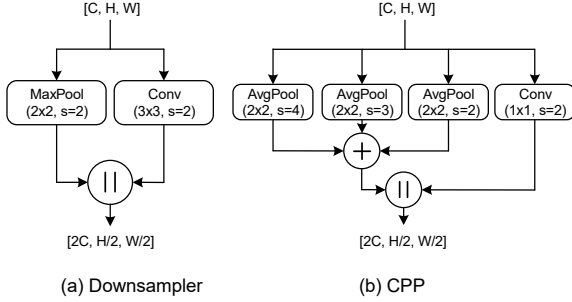 [C, H, W]
MaxPool
(2x2, s=2)
Conv
(3x3, s=2)
||
[2C, H/2, W/2]
(a) Downsampler
[C, H, W]
AvgPool
(2x2, s=4)
AvgPool
(2x2, s=3)
AvgPool
(2x2, s=2)
Conv
(1x1, s=2)
+
||
[2C, H/2, W/2]
(b) CPP